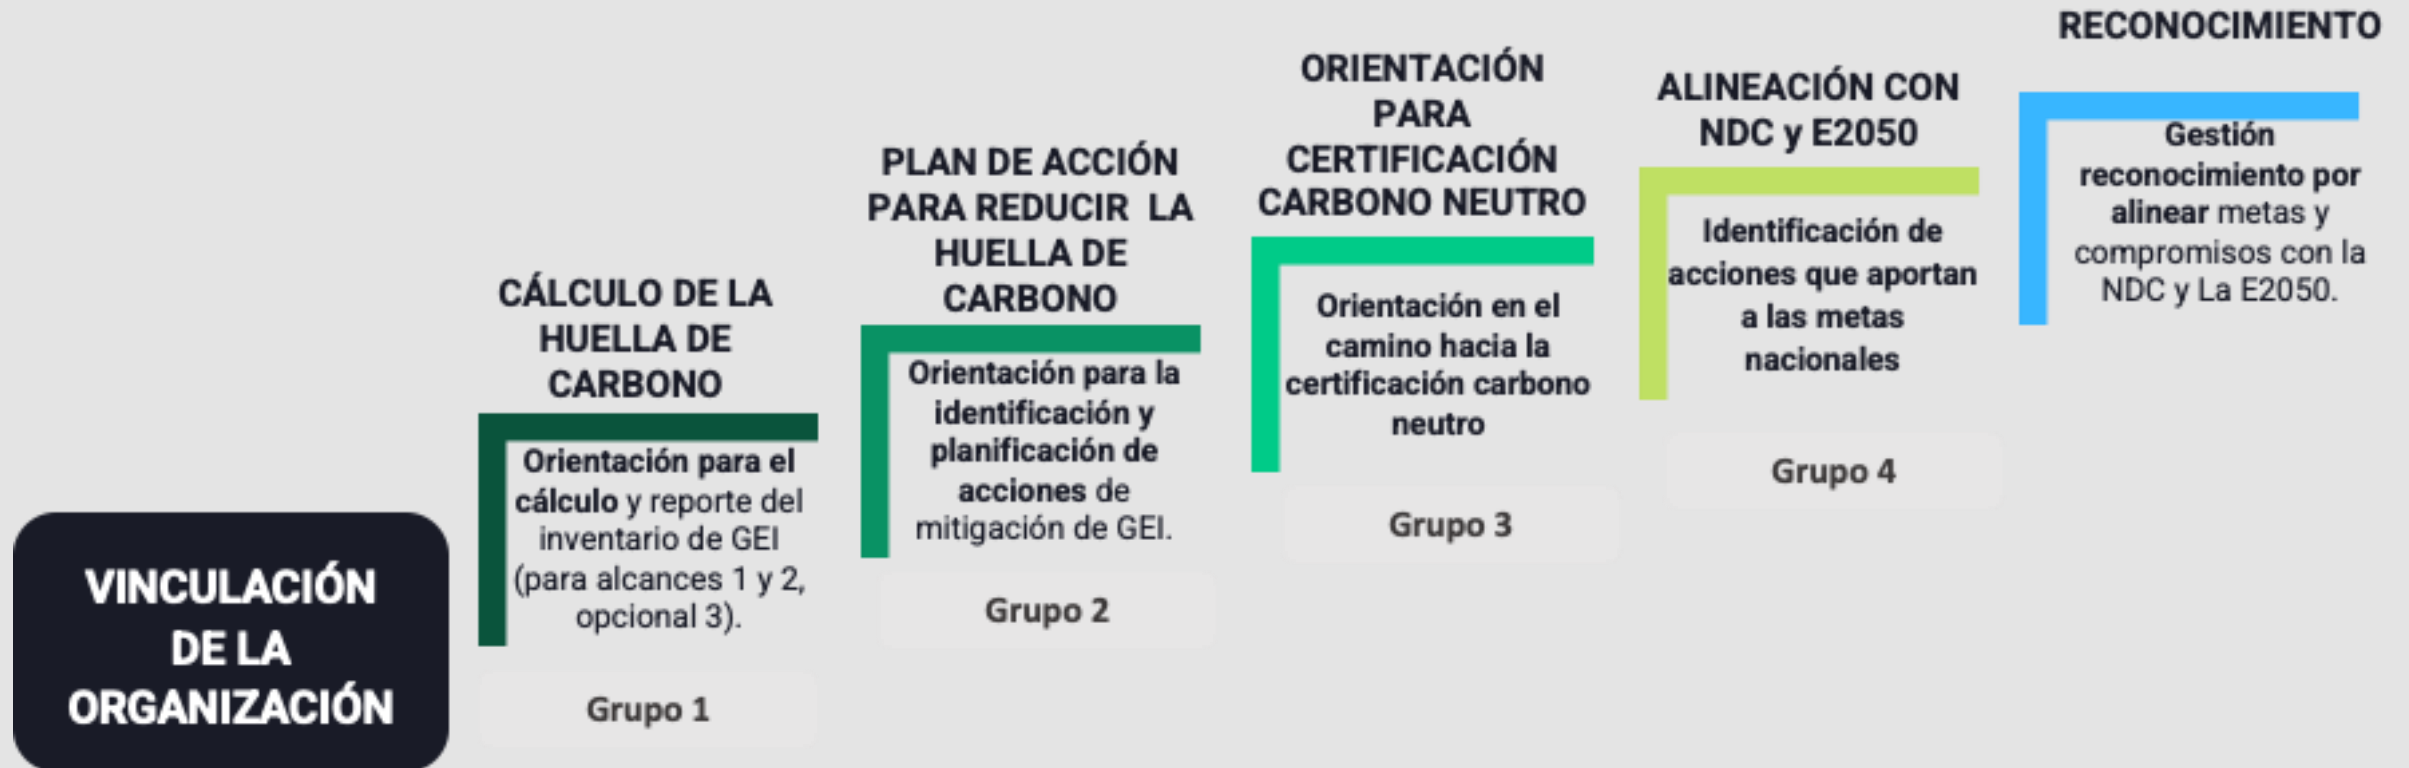 VINCULACIÓN
DE LA
ORGANIZACIÓN
CÁLCULO DE LA
HUELLA DE
CARBONO
Orientación para el
cálculo y reporte del
inventario de GEI
(para alcances 1 y 2,
opcional 3).
Grupo 1
PLAN DE ACCIÓN
PARA REDUCIR LA
HUELLA DE
CARBONO
Orientación para la
identificación y
planificación de
acciones de
mitigación de GEI.
Grupo 2
ORIENTACIÓN
PARA
CERTIFICACIÓN
CARBONO NEUTRO
Orientación en el
camino hacia la
certificación carbono
neutro
Grupo 3
ALINEACIÓN CON
NDC y E2050
Identificación de
acciones que aportan
a las metas
nacionales
Grupo 4
RECONOCIMIENTO
Gestión
reconocimiento por
alinear metas y
compromisos con la
NDC y La E2050.